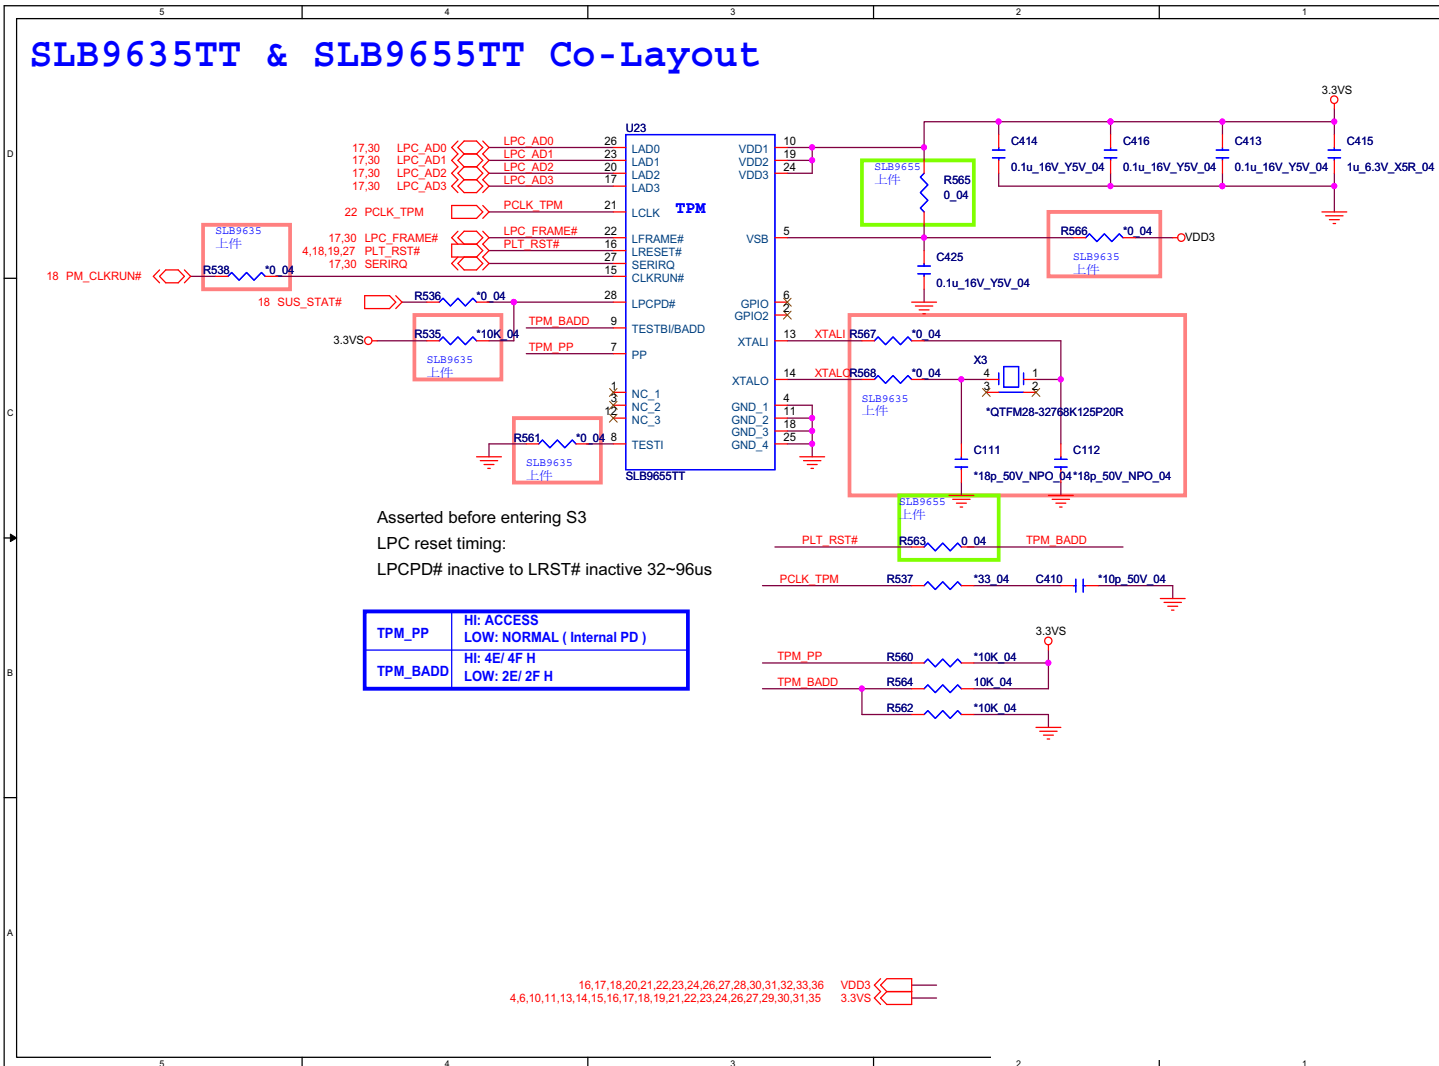 5 4 3 2 1
SLB9635TT & SLB9655TT Co-Layout
3.3VS
D
U23
17,30 LPC_AD0 LPC_AD0 26 LAD0 VDD1 10
17,30 LPC_AD1 LPC_AD1 23 LAD1 VDD2 19
17,30 LPC_AD2 LPC_AD2 20 LAD2 VDD3 24
17,30 LPC_AD3 LPC_AD3 17 LAD3
C414 C416 C413 C415
0.1u_16V_Y5V_04 0.1u_16V_Y5V_04 0.1u_16V_Y5V_04 1u_6.3V_X5R_04
SLB9655
上件
R565
0_04
22 PCLK_TPM PCLK_TPM 21 LCLK TPM
17,30 LPC_FRAME# LPC_FRAME# 22 LFRAME# VSB 5
4,18,19,27 PLT_RST# PLT_RST# 16 LRESET#
17,30 SERIRQ 27 SERIRQ
R566 *0_04 VDD3
SLB9635
上件
SLB9635
上件
18 PM_CLKRUN# R538 *0_04 15 CLKRUN#
C425
0.1u_16V_Y5V_04
18 SUS_STAT# R536 *0_04 28 LPCPD# GPIO 6
GPIO2 2
TPM_BADD 9 TESTBI/BADD
3.3VS R535 *10K_04
SLB9635
上件
TPM_PP 7 PP
XTALI 13 XTALI R567 *0_04
X3
4 1
3 2
*QTFM28-32768K125P20R
XTALO 14 XTALO R568 *0_04
SLB9635
上件
C
1 NC_1 GND_1 4
3 NC_2 GND_2 11
12 NC_3 GND_3 18
GND_4 25
R561 *0_04 8 TESTI
SLB9635
上件
C111 C112
*18p_50V_NPO_04 *18p_50V_NPO_04
SLB9655TT
SLB9655
上件
Asserted before entering S3
LPC reset timing:
LPCPD# inactive to LRST# inactive 32~96us
PLT_RST# R563 0_04 TPM_BADD
PCLK_TPM R537 *33_04 C410 *10p_50V_04
TPM_PP HI: ACCESS
LOW: NORMAL ( Internal PD )
TPM_BADD HI: 4E/ 4F H
LOW: 2E/ 2F H
3.3VS
TPM_PP R560 *10K_04
B
TPM_BADD R564 10K_04
R562 *10K_04
A
16,17,18,20,21,22,23,24,26,27,28,30,31,32,33,36 VDD3
4,6,10,11,13,14,15,16,17,18,19,21,22,23,24,26,27,29,30,31,35 3.3VS
5 4 3 2 1